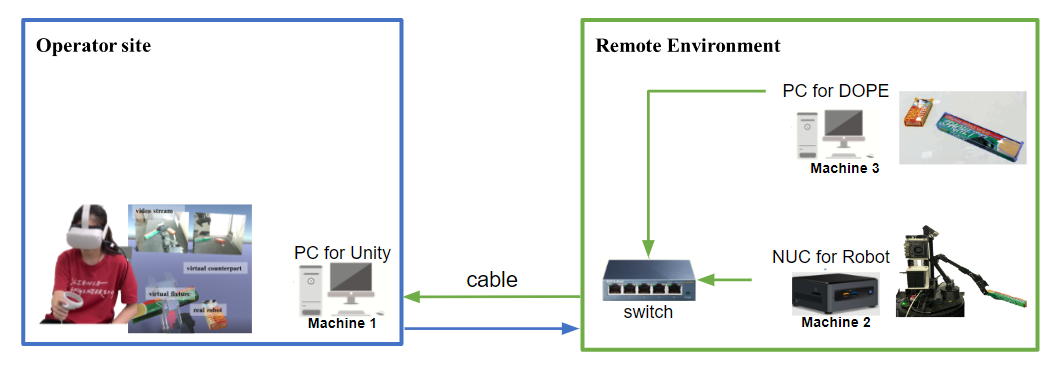 Operator site
Remote Environment
PC for DOPE
Machine 3
video stream
virtual counterpart
virtual fixture
real robot
PC for Unity
Machine 1
cable
switch
NUC for Robot
Machine 2